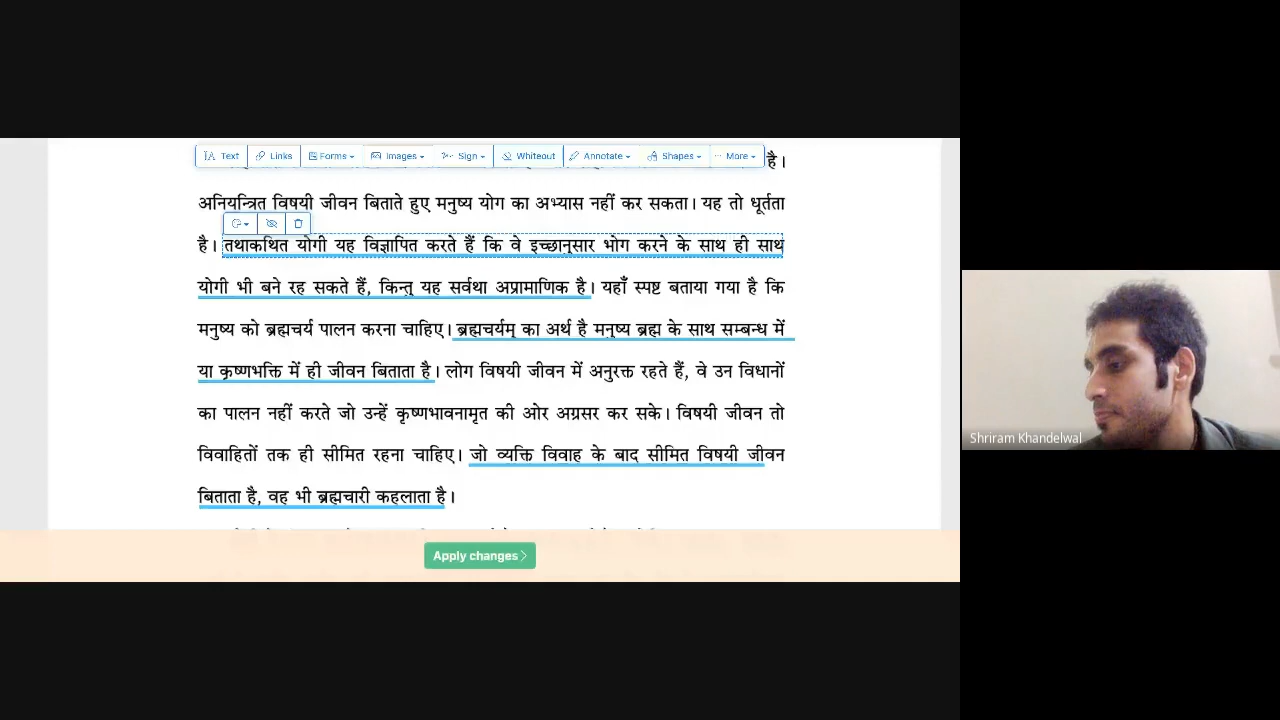 Text Links Forms Images Sign Whiteout Annotate Shapes More है।
अनियन्त्रित विषयी जीवन बिताते हुए मनुष्य योग का अभ्यास नहीं कर सकता। यह तो धूर्तता
है। तथाकथित योगी यह विज्ञापित करते हैं कि वे इच्छानुसार भोग करने के साथ ही साथ
योगी भी बने रह सकते हैं, किन्तु यह सर्वथा अप्रामाणिक है। यहाँ स्पष्ट बताया गया है कि
मनुष्य को ब्रह्मचर्य पालन करना चाहिए। ब्रह्मचर्यम् का अर्थ है मनुष्य ब्रह्म के साथ सम्बन्ध में
या कृष्णभक्ति में ही जीवन बिताता है। लोग विषयी जीवन में अनुरक्त रहते हैं, वे उन विधानों
का पालन नहीं करते जो उन्हें कृष्णभावनामृत की ओर अग्रसर कर सके। विषयी जीवन तो
विवाहितों तक ही सीमित रहना चाहिए। जो व्यक्ति विवाह के बाद सीमित विषयी जीवन
बिताता है, वह भी ब्रह्मचारी कहलाता है।
Apply changes
Shriram Khandelwal